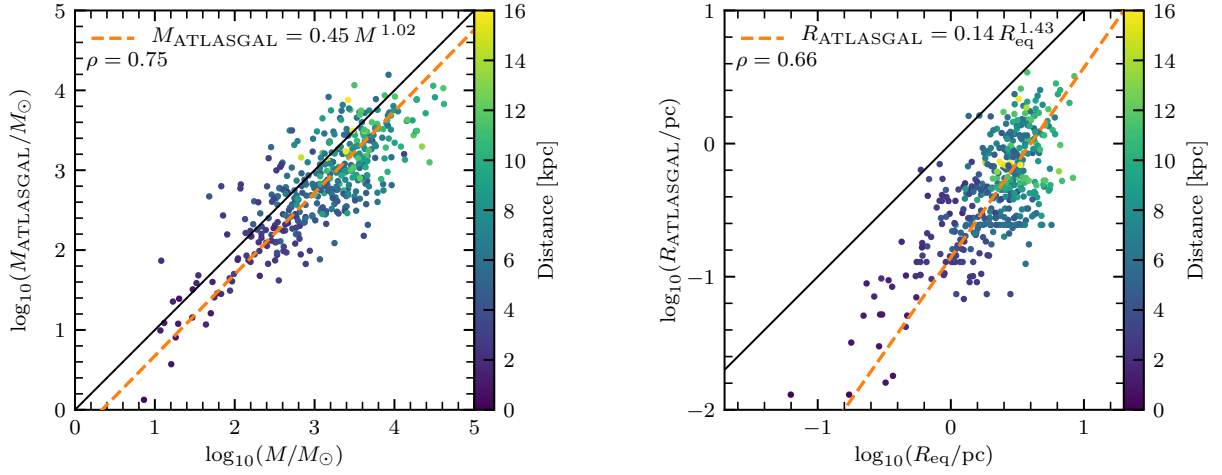 M_ATLASGAL = 0.45 M^1.02
ρ = 0.75
log₁₀(M_ATLASGAL/M⊙)
5
4
3
2
1
0
0 1 2 3 4 5
log₁₀(M/M⊙)
16
14
12
10
8
6
4
2
0
Distance [kpc]
R_ATLASGAL = 0.14 R_eq^1.43
ρ = 0.66
log₁₀(R_ATLASGAL/pc)
1
0
−1
−2
−1 0 1
log₁₀(R_eq/pc)
16
14
12
10
8
6
4
2
0
Distance [kpc]